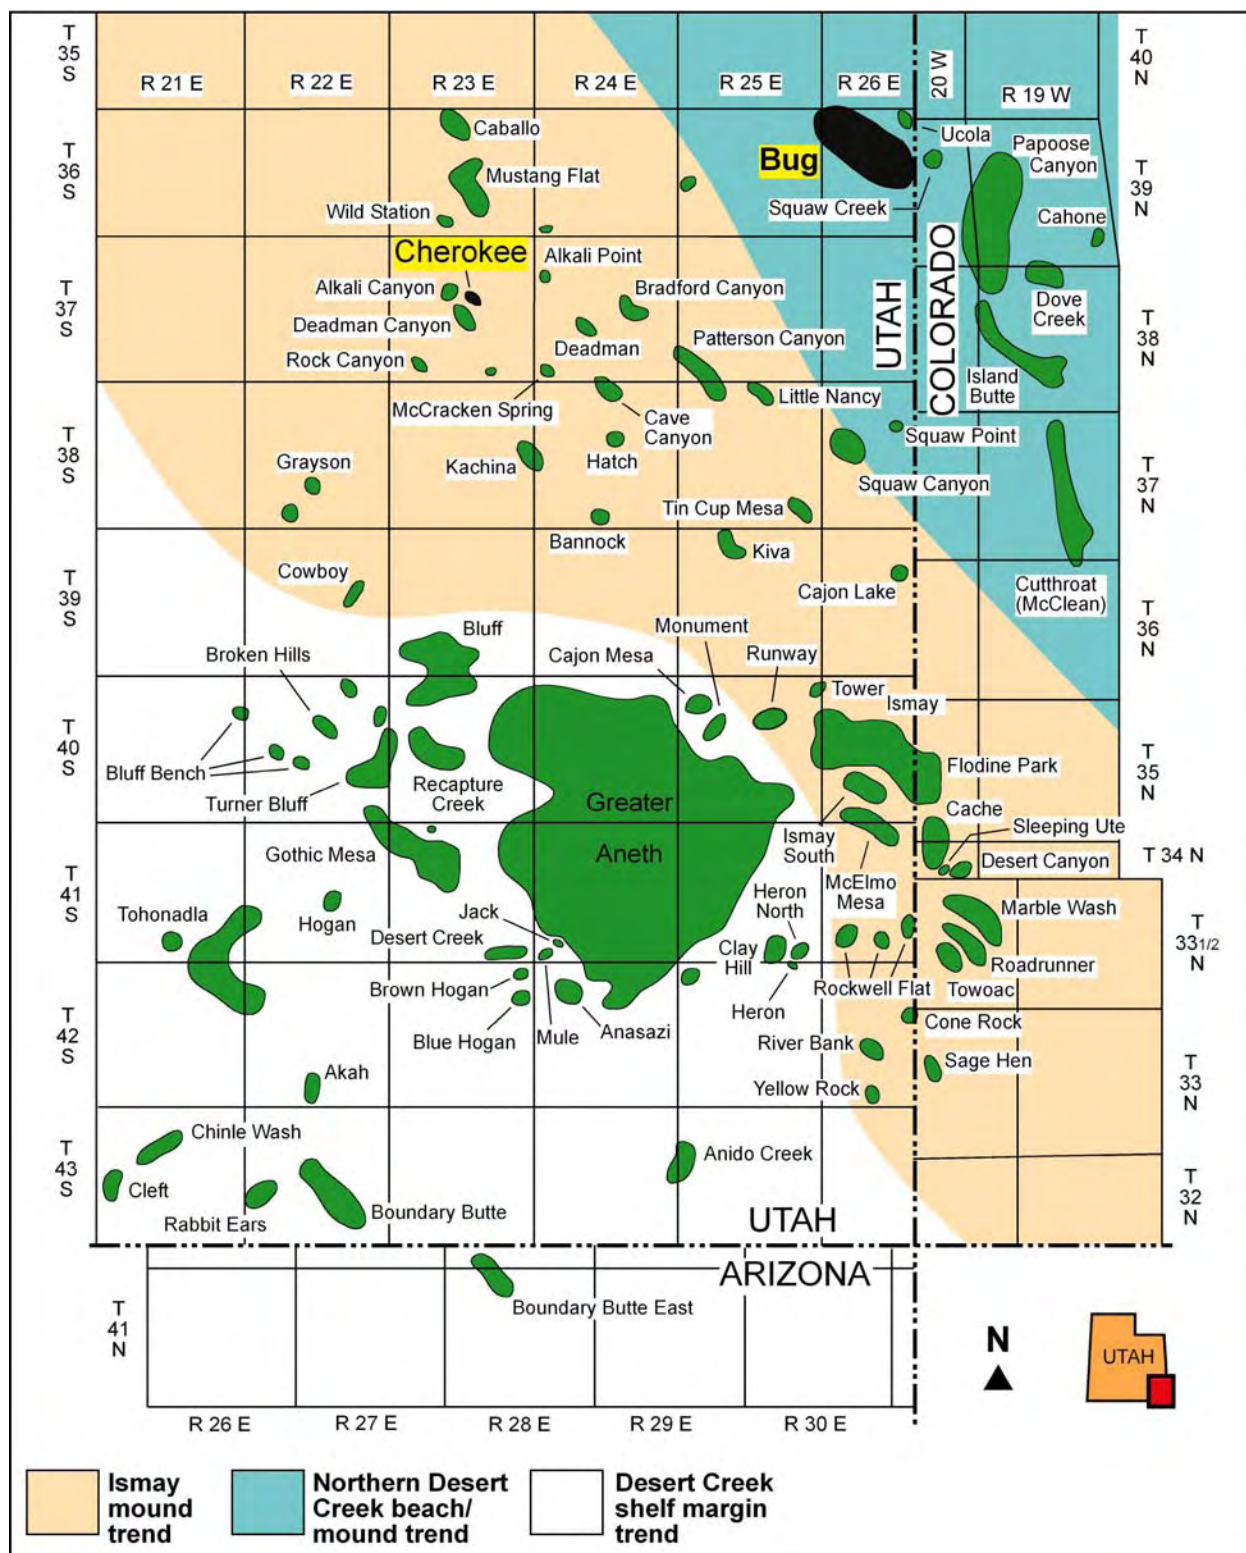 T
35
S
T
40
N
R 21 E
R 22 E
R 23 E
R 24 E
R 25 E
R 26 E
20 W
R 19 W
Caballo
Ucola
Papoose
Canyon
T
36
S
Bug
T
39
N
Mustang Flat
Squaw Creek
Wild Station
Cahone
Cherokee
Alkali Point
UTAH
COLORADO
Alkali Canyon
Bradford Canyon
T
37
S
Dove
Creek
Deadman Canyon
Deadman
Patterson Canyon
T
38
N
Rock Canyon
Island
Butte
McCracken Spring
Little Nancy
Cave
Canyon
Squaw Point
T
38
S
Grayson
Kachina
Hatch
Squaw Canyon
T
37
N
Tin Cup Mesa
Bannock
Kiva
Cowboy
T
39
S
Cajon Lake
Cutthroat
(McClean)
T
36
N
Monument
Bluff
Broken Hills
Cajon Mesa
Runway
Tower
Ismay
T
40
S
Bluff Bench
Recapture
Creek
Flodine Park
T
35
N
Turner Bluff
Greater
Aneth
Ismay
South
Cache
Sleeping Ute
Gothic Mesa
Desert Canyon
T 34 N
McElmo
Mesa
T
41
S
Heron
North
Tohonadla
Hogan
Jack
Marble Wash
T
33 1/2
N
Desert Creek
Clay
Hill
Roadrunner
Brown Hogan
Rockwell Flat
Towoac
Heron
T
42
S
Blue Hogan
Mule
Anasazi
Cone Rock
River Bank
Sage Hen
Akah
Yellow Rock
T
33
N
Chinle Wash
T
43
S
Anido Creek
Cleft
Rabbit Ears
Boundary Butte
T
32
N
UTAH
ARIZONA
Boundary Butte East
T
41
N
N
UTAH
R 26 E
R 27 E
R 28 E
R 29 E
R 30 E
Ismay
mound
trend
Northern Desert
Creek beach/
mound trend
Desert Creek
shelf margin
trend